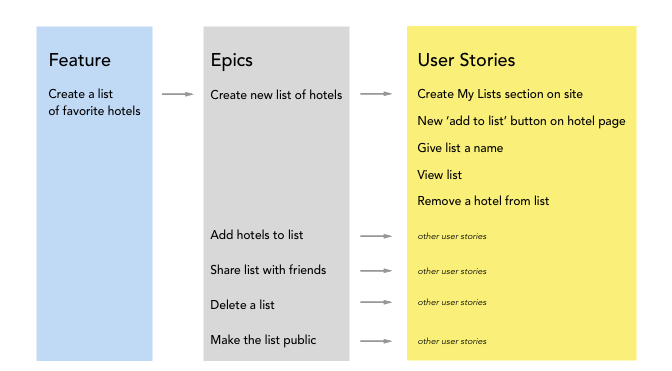 Feature
Create a list
of favorite hotels
Epics
Create new list of hotels
Add hotels to list
Share list with friends
Delete a list
Make the list public
User Stories
Create My Lists section on site
New ‘add to list’ button on hotel page
Give list a name
View list
Remove a hotel from list
other user stories
other user stories
other user stories
other user stories